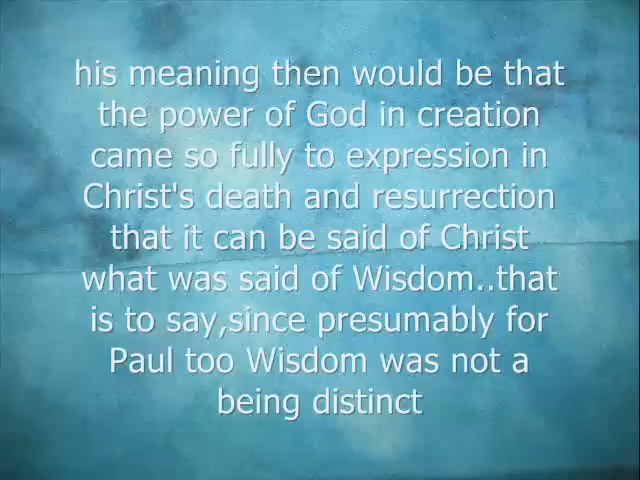 his meaning then would be that
the power of God in creation
came so fully to expression in
Christ's death and resurrection
that it can be said of Christ
what was said of Wisdom..that
is to say,since presumably for
Paul too Wisdom was not a
being distinct